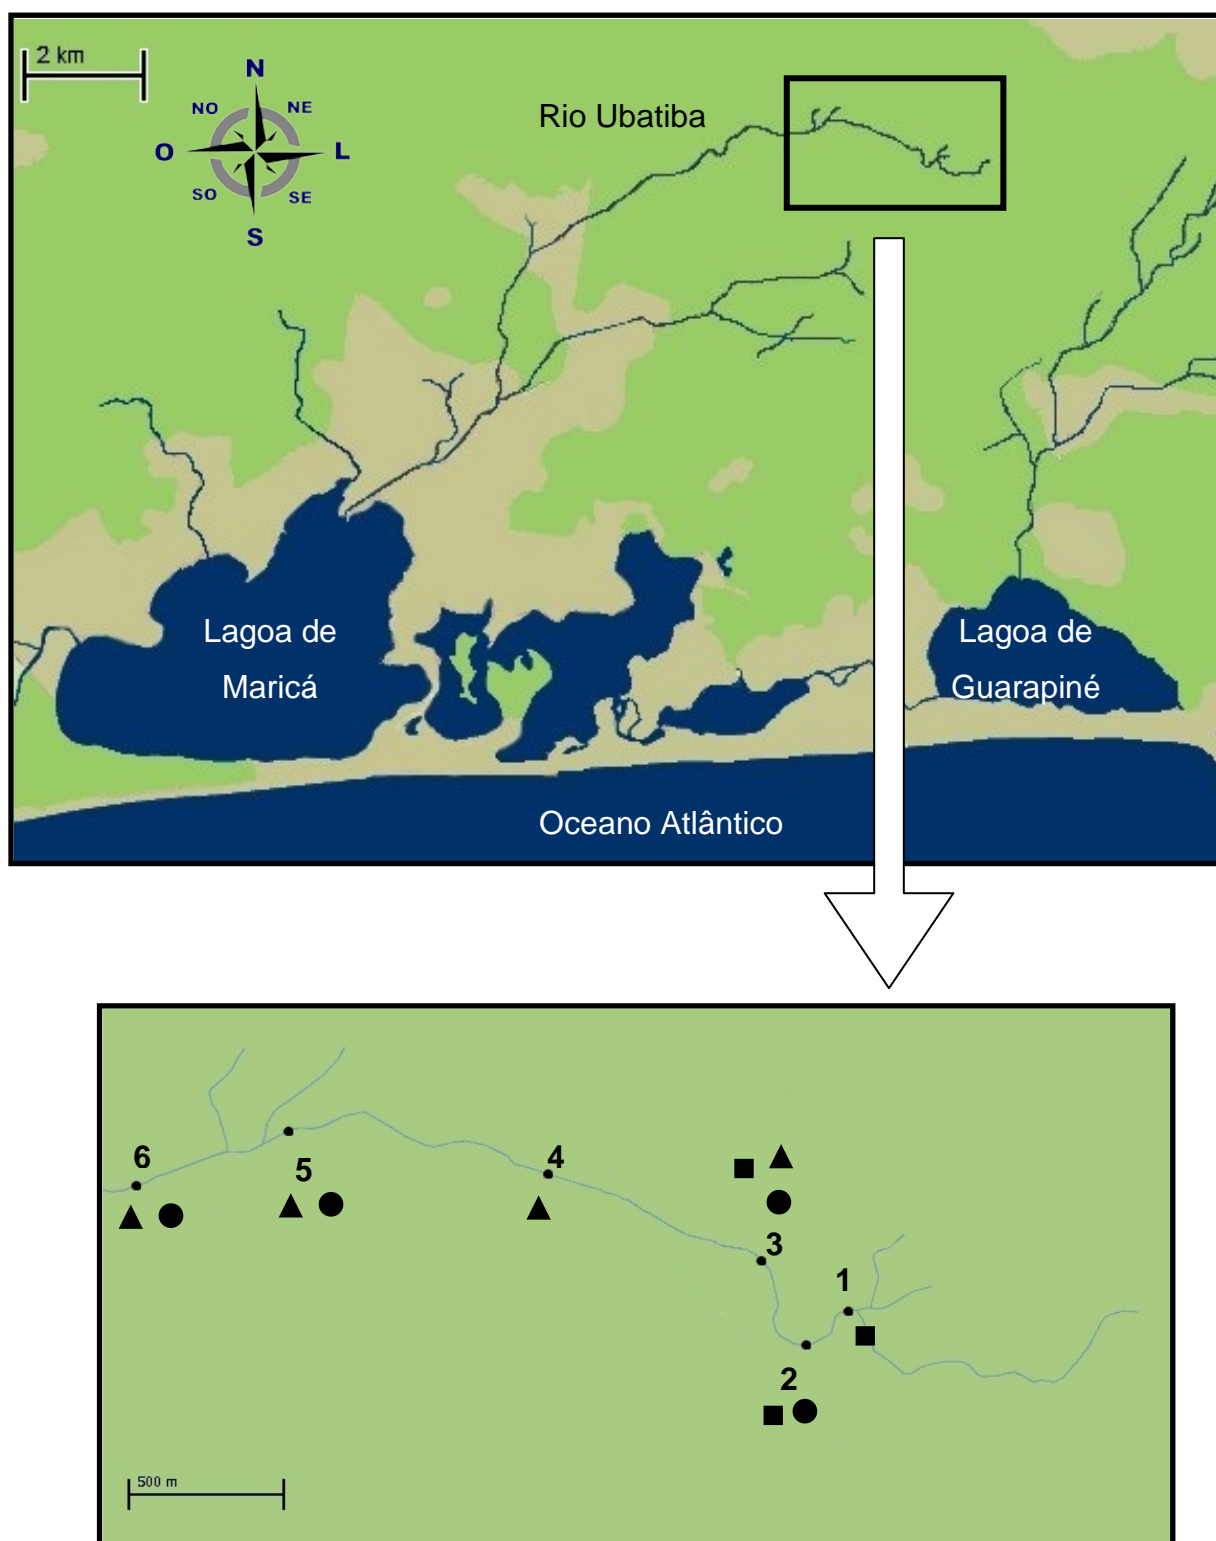 2 km
N
NO
NE
O
L
SO
SE
S
Rio Ubatiba
Lagoa de
Maricá
Lagoa de
Guarapiné
Oceano Atlântico
6
5
4
3
1
2
500 m